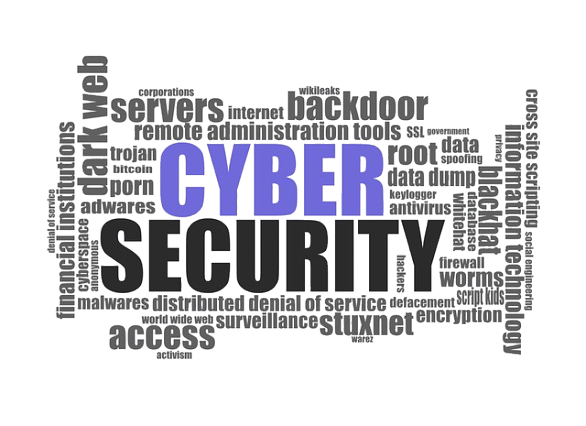 corporations
wikileaks
servers internet backdoor
remote administration tools SSL government
dark web
trojan
bitcoin
porn
adwares
CYBER
root data
spoofing
data dump
keylogger
antivirus
privacy
cross site scripting
information technology
blackhat
database
whitehat
social engineering
denial of service
financial institutions
cyberspace
anonymous
SECURITY
hackers
firewall
worms
script kids
malwares distributed denial of service defacement encryption
world wide web surveillance stuxnet
access
warez
activism